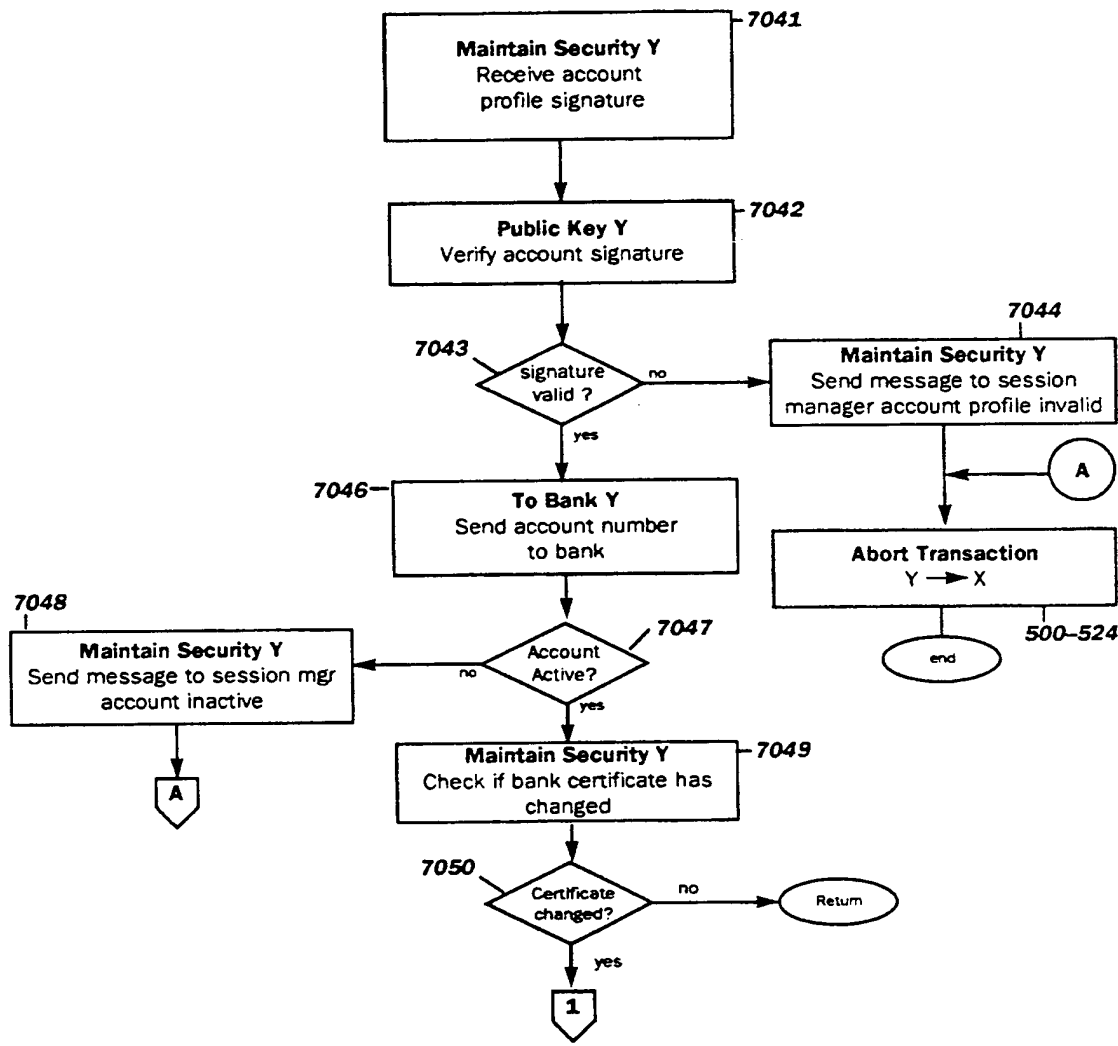 7041
Maintain Security Y
Receive account
profile signature
7042
Public Key Y
Verify account signature
7043
signature
valid ?
no
yes
7044
Maintain Security Y
Send message to session
manager account profile invalid
A
Abort Transaction
Y → X
500-524
end
7046
To Bank Y
Send account number
to bank
7047
Account
Active?
no
yes
7048
Maintain Security Y
Send message to session mgr
account inactive
A
7049
Maintain Security Y
Check if bank certificate has
changed
7050
Certificate
changed?
no
Return
yes
1